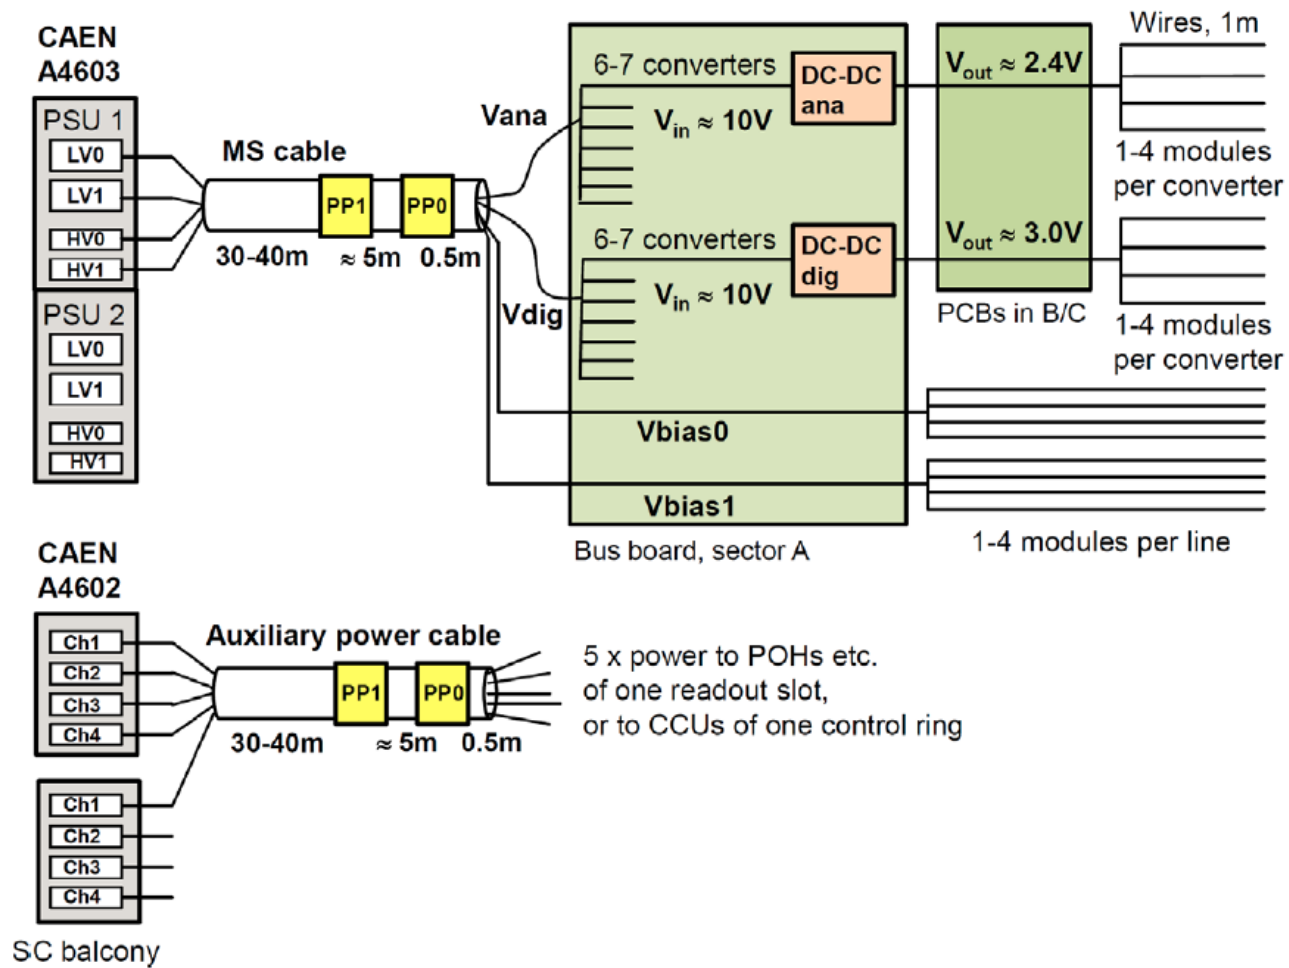 CAEN
A4603
PSU 1
LV0
LV1
HV0
HV1
PSU 2
LV0
LV1
HV0
HV1
MS cable
PP1
PP0
30-40m
≈ 5m
0.5m
Vana
Vdig
6-7 converters
Vin ≈ 10V
DC-DC
ana
6-7 converters
Vin ≈ 10V
DC-DC
dig
Vbias0
Vbias1
Bus board, sector A
Vout ≈ 2.4V
Vout ≈ 3.0V
PCBs in B/C
Wires, 1m
1-4 modules
per converter
1-4 modules
per converter
1-4 modules per line
CAEN
A4602
Ch1
Ch2
Ch3
Ch4
Ch1
Ch2
Ch3
Ch4
SC balcony
Auxiliary power cable
PP1
PP0
30-40m
≈ 5m
0.5m
5 x power to POHs etc.
of one readout slot,
or to CCUs of one control ring